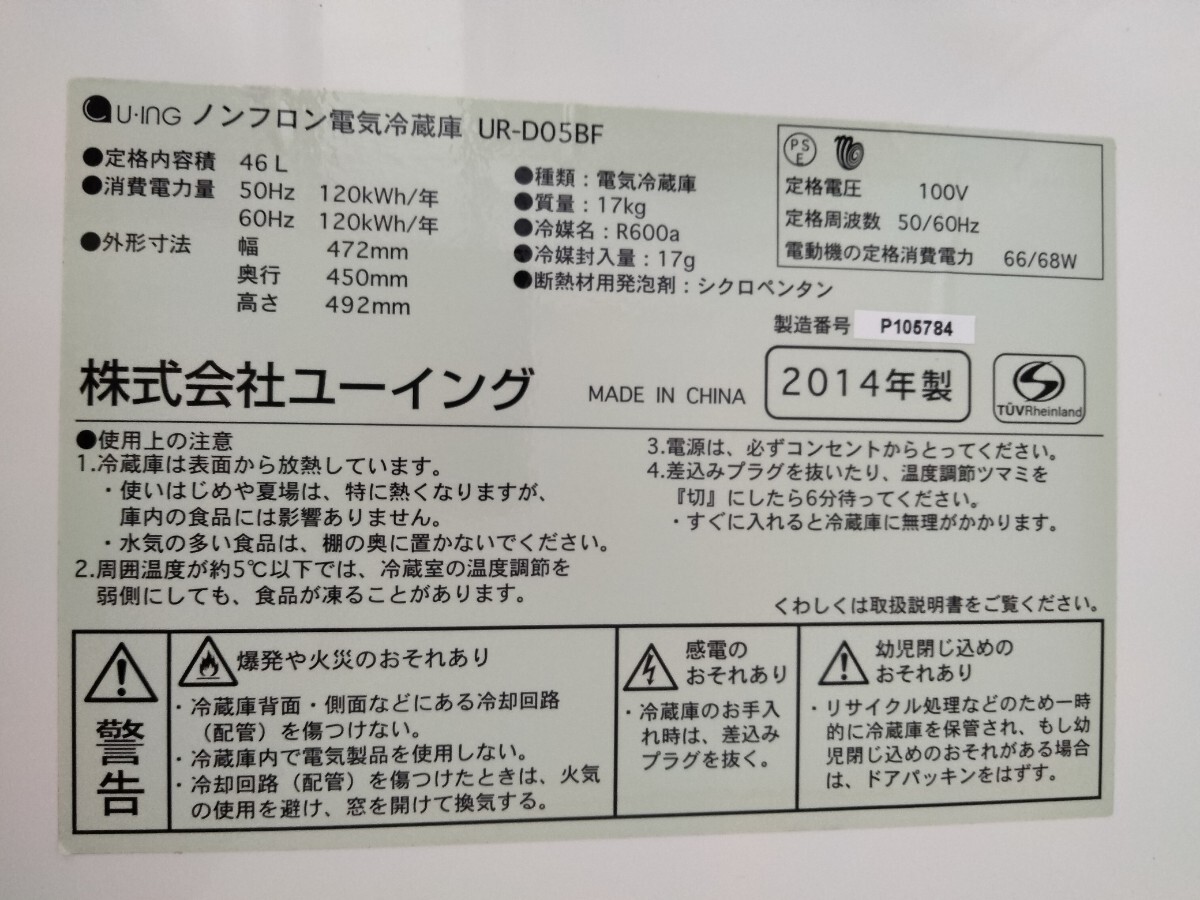 U·ING ノンフロン電気冷蔵庫 UR-D05BF
●定格内容積 46L
●消費電力量 50Hz 120kWh/年
60Hz 120kWh/年
●外形寸法 幅 472mm
奥行 450mm
高さ 492mm
●種類：電気冷蔵庫
●質量：17kg
●冷媒名：R600a
●冷媒封入量：17g
●断熱材用発泡剤：シクロペンタン
PS
E
定格電圧 100V
定格周波数 50/60Hz
電動機の定格消費電力 66/68W
製造番号 P105784
株式会社ユーイング MADE IN CHINA 2014年製
TÜVRheinland
●使用上の注意
1.冷蔵庫は表面から放熱しています。
・使いはじめや夏場は、特に熱くなりますが、
庫内の食品には影響ありません。
・水気の多い食品は、棚の奥に置かないでください。
2.周囲温度が約5℃以下では、冷蔵室の温度調節を
弱側にしても、食品が凍ることがあります。
3.電源は、必ずコンセントからとってください。
4.差込みプラグを抜いたり、温度調節ツマミを
『切』にしたら6分待ってください。
・すぐに入れると冷蔵庫に無理がかかります。
くわしくは取扱説明書をご覧ください。
警告
爆発や火災のおそれあり
・冷蔵庫背面・側面などにある冷却回路
（配管）を傷つけない。
・冷蔵庫内で電気製品を使用しない。
・冷却回路（配管）を傷つけたときは、火気
の使用を避け、窓を開けて換気する。
感電の
おそれあり
・冷蔵庫のお手入
れ時は、差込み
プラグを抜く。
幼児閉じ込めの
おそれあり
・リサイクル処理などのため一時
的に冷蔵庫を保管され、もし幼
児閉じ込めのおそれがある場合
は、ドアパッキンをはずす。